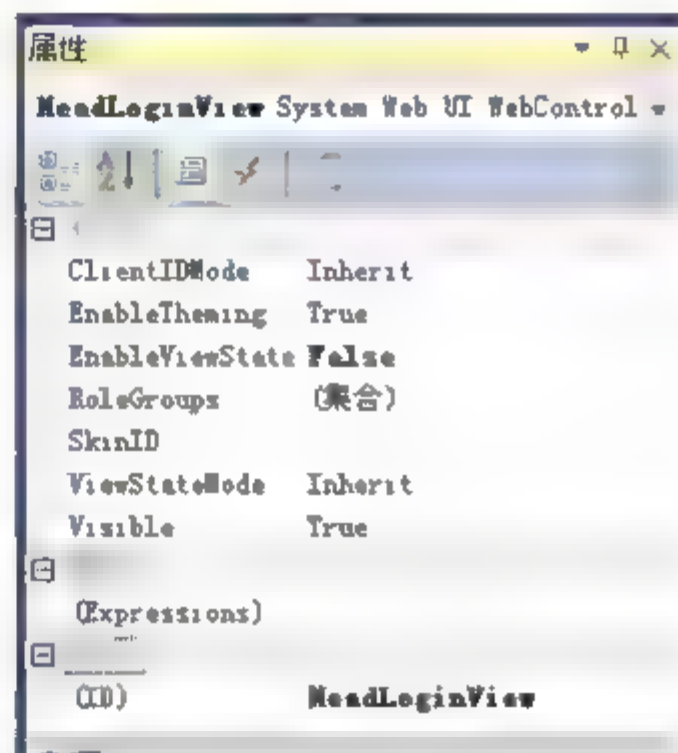 属性
HeadLoginView System Web UI WebControl
ClientIDMode Inherit
EnableTheming True
EnableViewState False
RoleGroups (集合)
SkinID
ViewStateMode Inherit
Visible True
(Expressions)
(ID) HeadLoginView